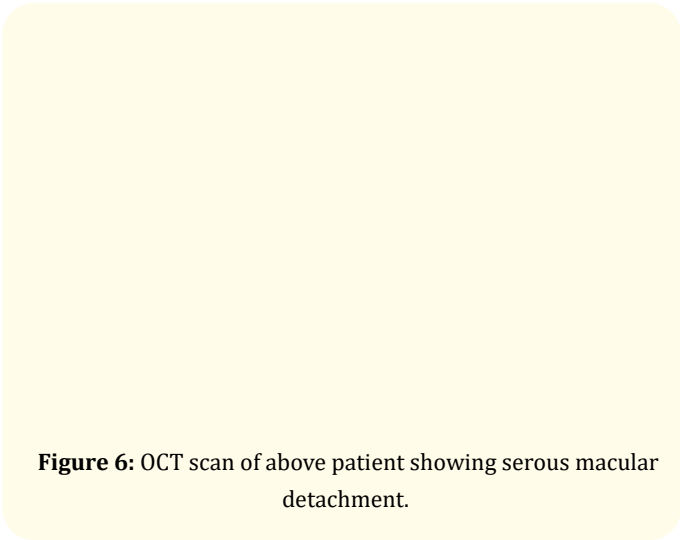 Figure 6: OCT scan of above patient showing serous macular
detachment.